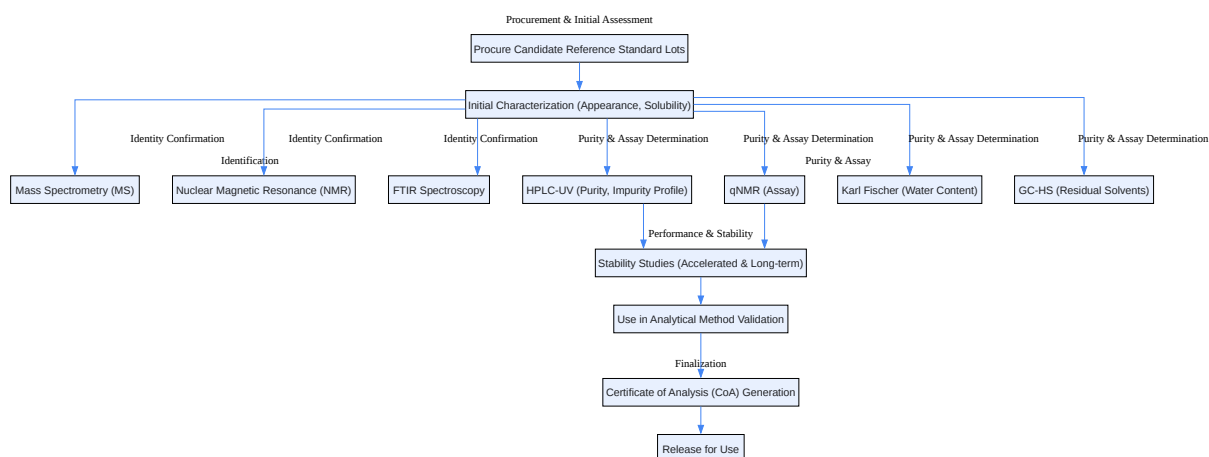 Procurement & Initial Assessment
Procure Candidate Reference Standard Lots
Initial Characterization (Appearance, Solubility)
Identity Confirmation
Identity Confirmation
Identity Confirmation
Purity & Assay Determination
Purity & Assay Determination
Purity & Assay Determination
Purity & Assay Determination
Identification
Purity & Assay
Mass Spectrometry (MS)
Nuclear Magnetic Resonance (NMR)
FTIR Spectroscopy
HPLC-UV (Purity, Impurity Profile)
qNMR (Assay)
Karl Fischer (Water Content)
GC-HS (Residual Solvents)
Performance & Stability
Stability Studies (Accelerated & Long-term)
Use in Analytical Method Validation
Finalization
Certificate of Analysis (CoA) Generation
Release for Use